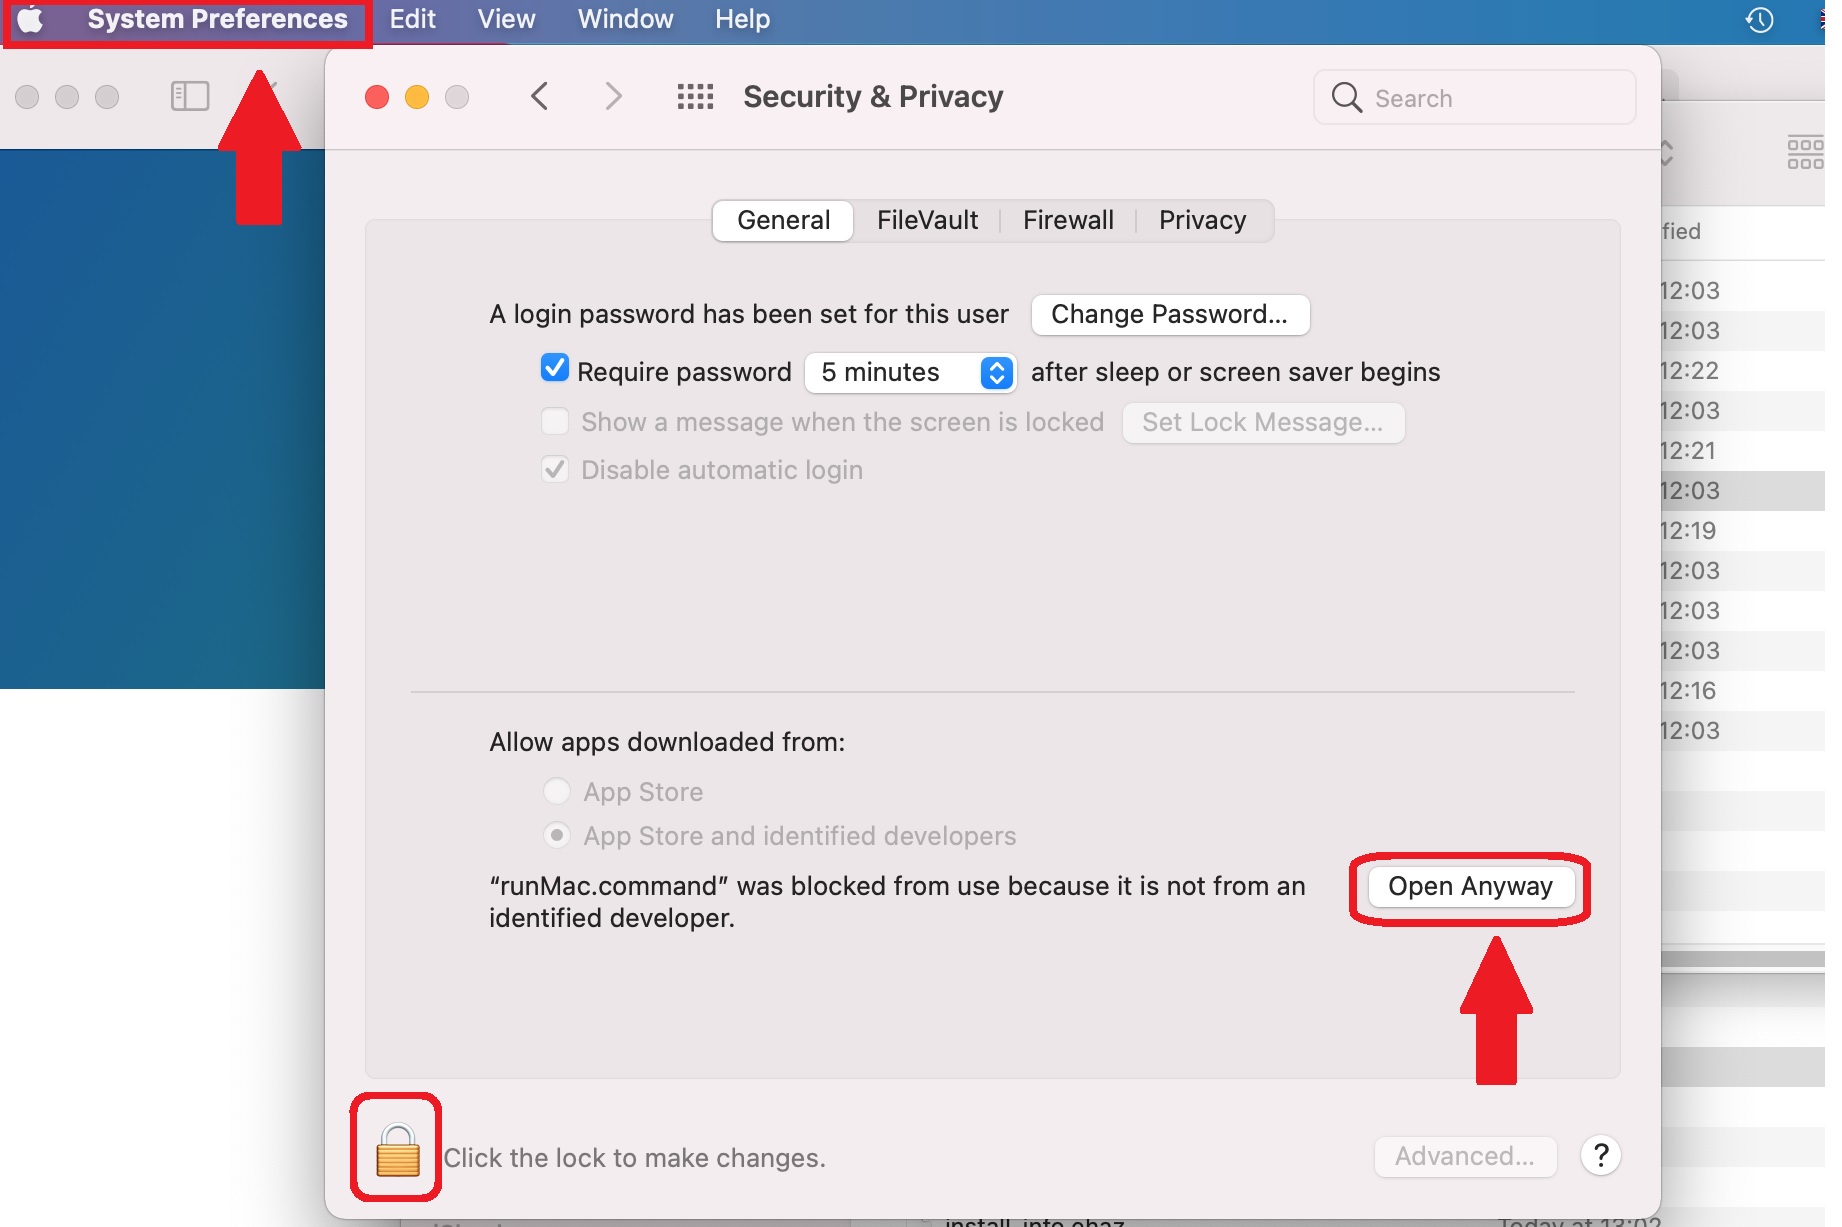 System Preferences Edit View Window Help
Security & Privacy
Search
General FileVault Firewall Privacy
fied
A login password has been set for this user Change Password...
Require password 5 minutes after sleep or screen saver begins
Show a message when the screen is locked Set Lock Message...
Disable automatic login
12:03
12:03
12:22
12:03
12:21
12:03
12:19
12:03
12:03
12:03
12:16
12:03
Allow apps downloaded from:
App Store
App Store and identified developers
“runMac.command” was blocked from use because it is not from an
identified developer.
Open Anyway
Click the lock to make changes.
Advanced...
?
Today at 13:02